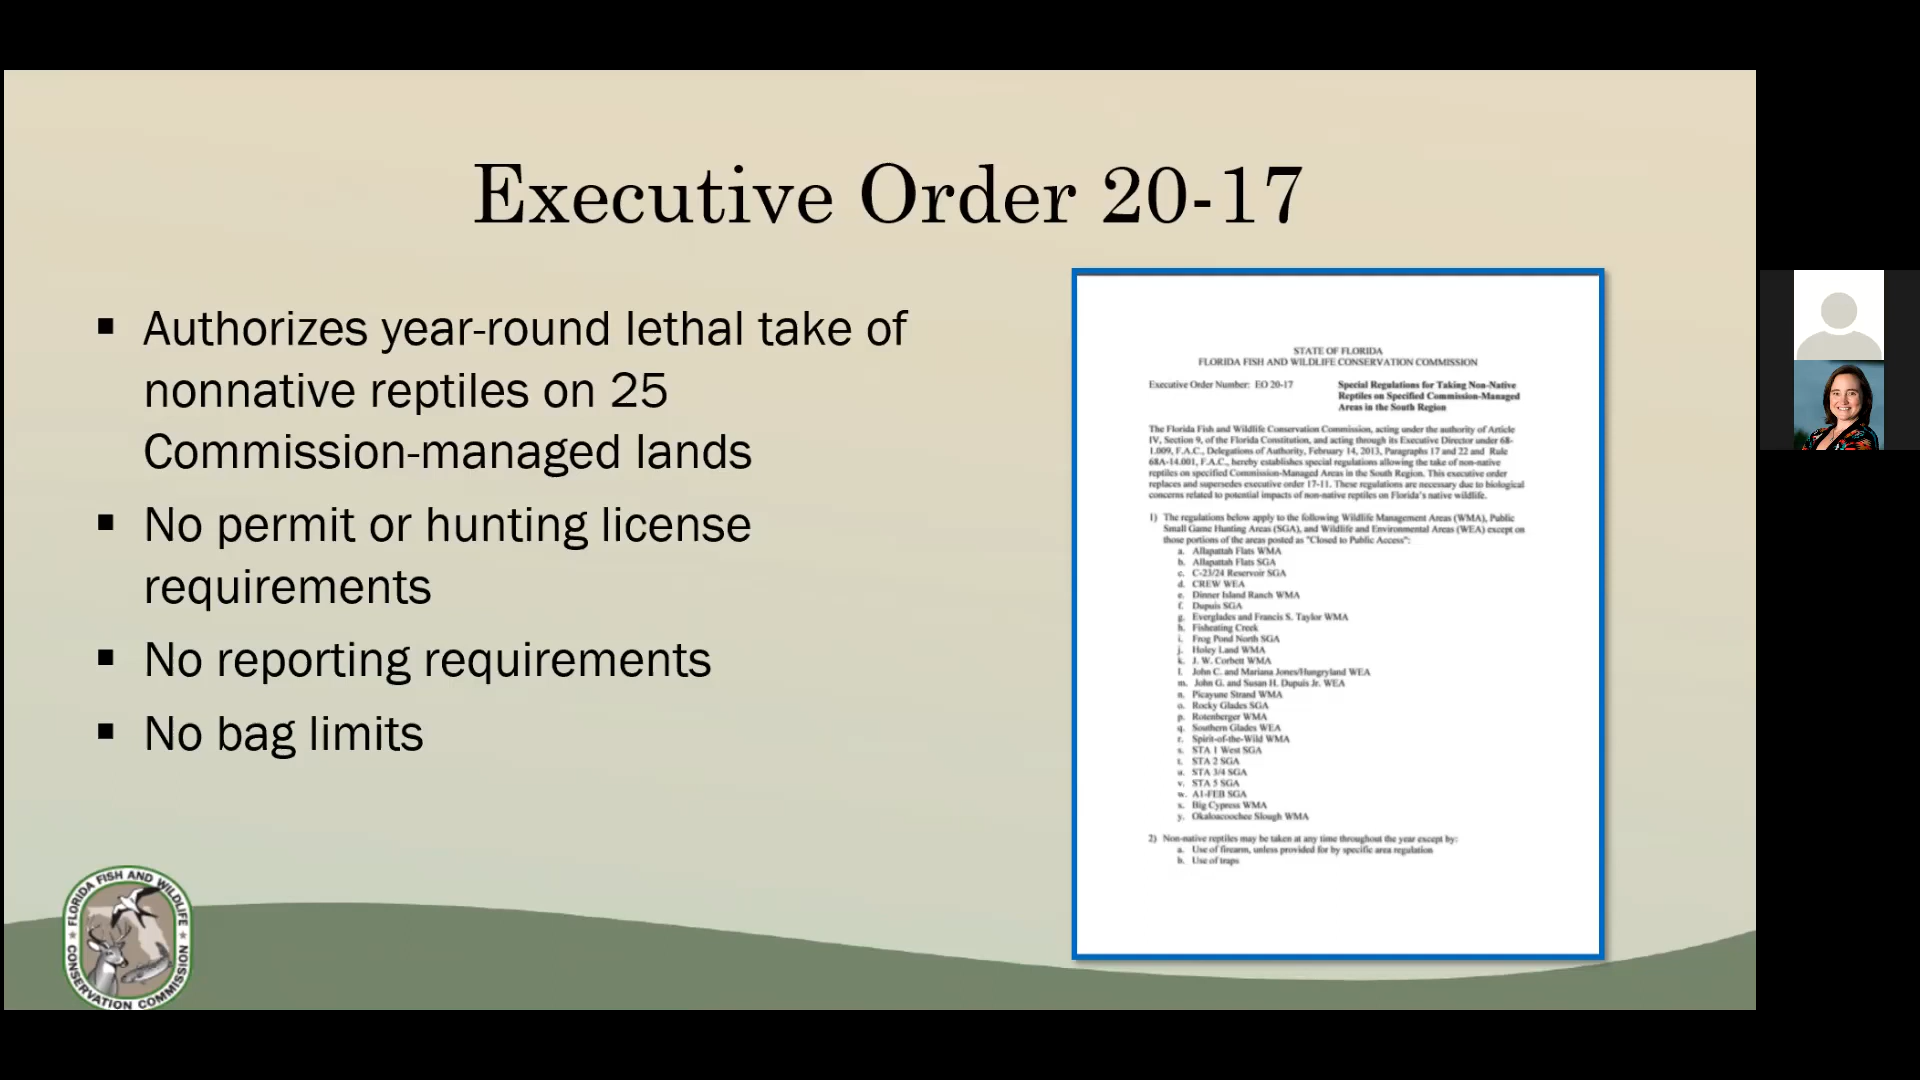 Executive Order 20-17
▪ Authorizes year-round lethal take of
nonnative reptiles on 25
Commission-managed lands
▪ No permit or hunting license
requirements
▪ No reporting requirements
▪ No bag limits
STATE OF FLORIDA
FLORIDA FISH AND WILDLIFE CONSERVATION COMMISSION
Executive Order Number: EO 20-17
Special Regulations for Taking Non-Native
Reptiles on Specified Commission-Managed
Areas in the South Region
The Florida Fish and Wildlife Conservation Commission, acting under the authority of Article
IV, Section 9, of the Florida Constitution, and acting through its Executive Director under 68-
1.009, F.A.C., Delegations of Authority, February 14, 2013, Paragraphs 17 and 22 and Rule
68A-14.001, F.A.C., hereby establishes special regulations allowing the take of non-native
reptiles on specified Commission-Managed Areas in the South Region. This executive order
replaces and supersedes executive order 17-11. These regulations are necessary due to biological
concerns related to potential impacts of non-native reptiles on Florida's native wildlife.
1) The regulations below apply to the following Wildlife Management Areas (WMA), Public
Small Game Hunting Areas (SGA), and Wildlife and Environmental Areas (WEA) except on
those portions of the areas posted as "Closed to Public Access":
a. Allapattah Flats WMA
b. Allapattah Flats SGA
c. C-23/24 Reservoir SGA
d. CREW WEA
e. Dinner Island Ranch WMA
f. Dupuis SGA
g. Everglades and Francis S. Taylor WMA
h. Fisheating Creek
i. Frog Pond North SGA
j. Holey Land WMA
k. J. W. Corbett WMA
l. John C. and Mariana Jones/Hungryland WEA
m. John G. and Susan H. Dupuis Jr. WEA
n. Picayune Strand WMA
o. Rocky Glades SGA
p. Rotenberger WMA
q. Southern Glades WEA
r. Spirit-of-the-Wild WMA
s. STA 1 West SGA
t. STA 2 SGA
u. STA 3/4 SGA
v. STA 5 SGA
w. A1-FEB SGA
x. Big Cypress WMA
y. Okaloacoochee Slough WMA
2) Non-native reptiles may be taken at any time throughout the year except by:
a. Use of firearm, unless provided for by specific area regulation
b. Use of traps
FLORIDA FISH AND WILDLIFE
CONSERVATION COMMISSION